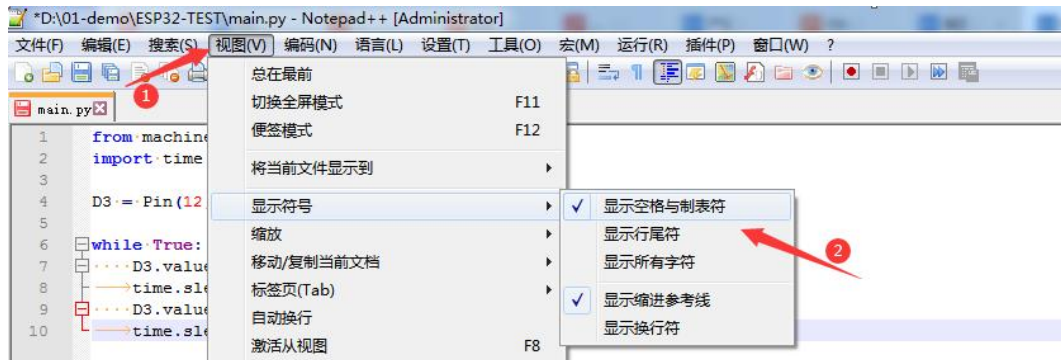 *D:\01-demo\ESP32-TEST\main.py - Notepad++ [Administrator]
文件(F) 编辑(E) 搜索(S) 视图(V) 编码(N) 语言(L) 设置(T) 工具(O) 宏(M) 运行(R) 插件(P) 窗口(W) ?
1
main.py
总在最前
切换全屏模式 F11
便签模式 F12
将当前文件显示到
显示符号
缩放
移动/复制当前文档
标签页(Tab)
自动换行
激活从视图 F8
显示空格与制表符
显示行尾符
显示所有字符
显示缩进参考线
显示换行符
2
1 from machine
2 import time
3
4 D3 = Pin(12
5
6 while True:
7 D3.value
8 time.sle
9 D3.value
10 time.sle